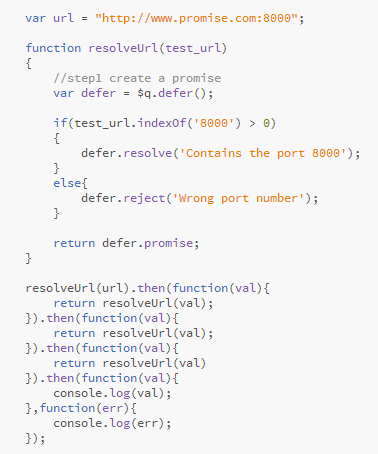 var url = "http://www.promise.com:8000";
function resolveUrl(test_url)
{
//step1 create a promise
var defer = $q.defer();
if(test_url.indexOf('8000') > 0)
{
defer.resolve('Contains the port 8000');
}
else{
defer.reject('Wrong port number');
}
return defer.promise;
}
resolveUrl(url).then(function(val){
return resolveUrl(val);
}).then(function(val){
return resolveUrl(val);
}).then(function(val){
return resolveUrl(val)
}).then(function(val){
console.log(val);
},function(err){
console.log(err);
});